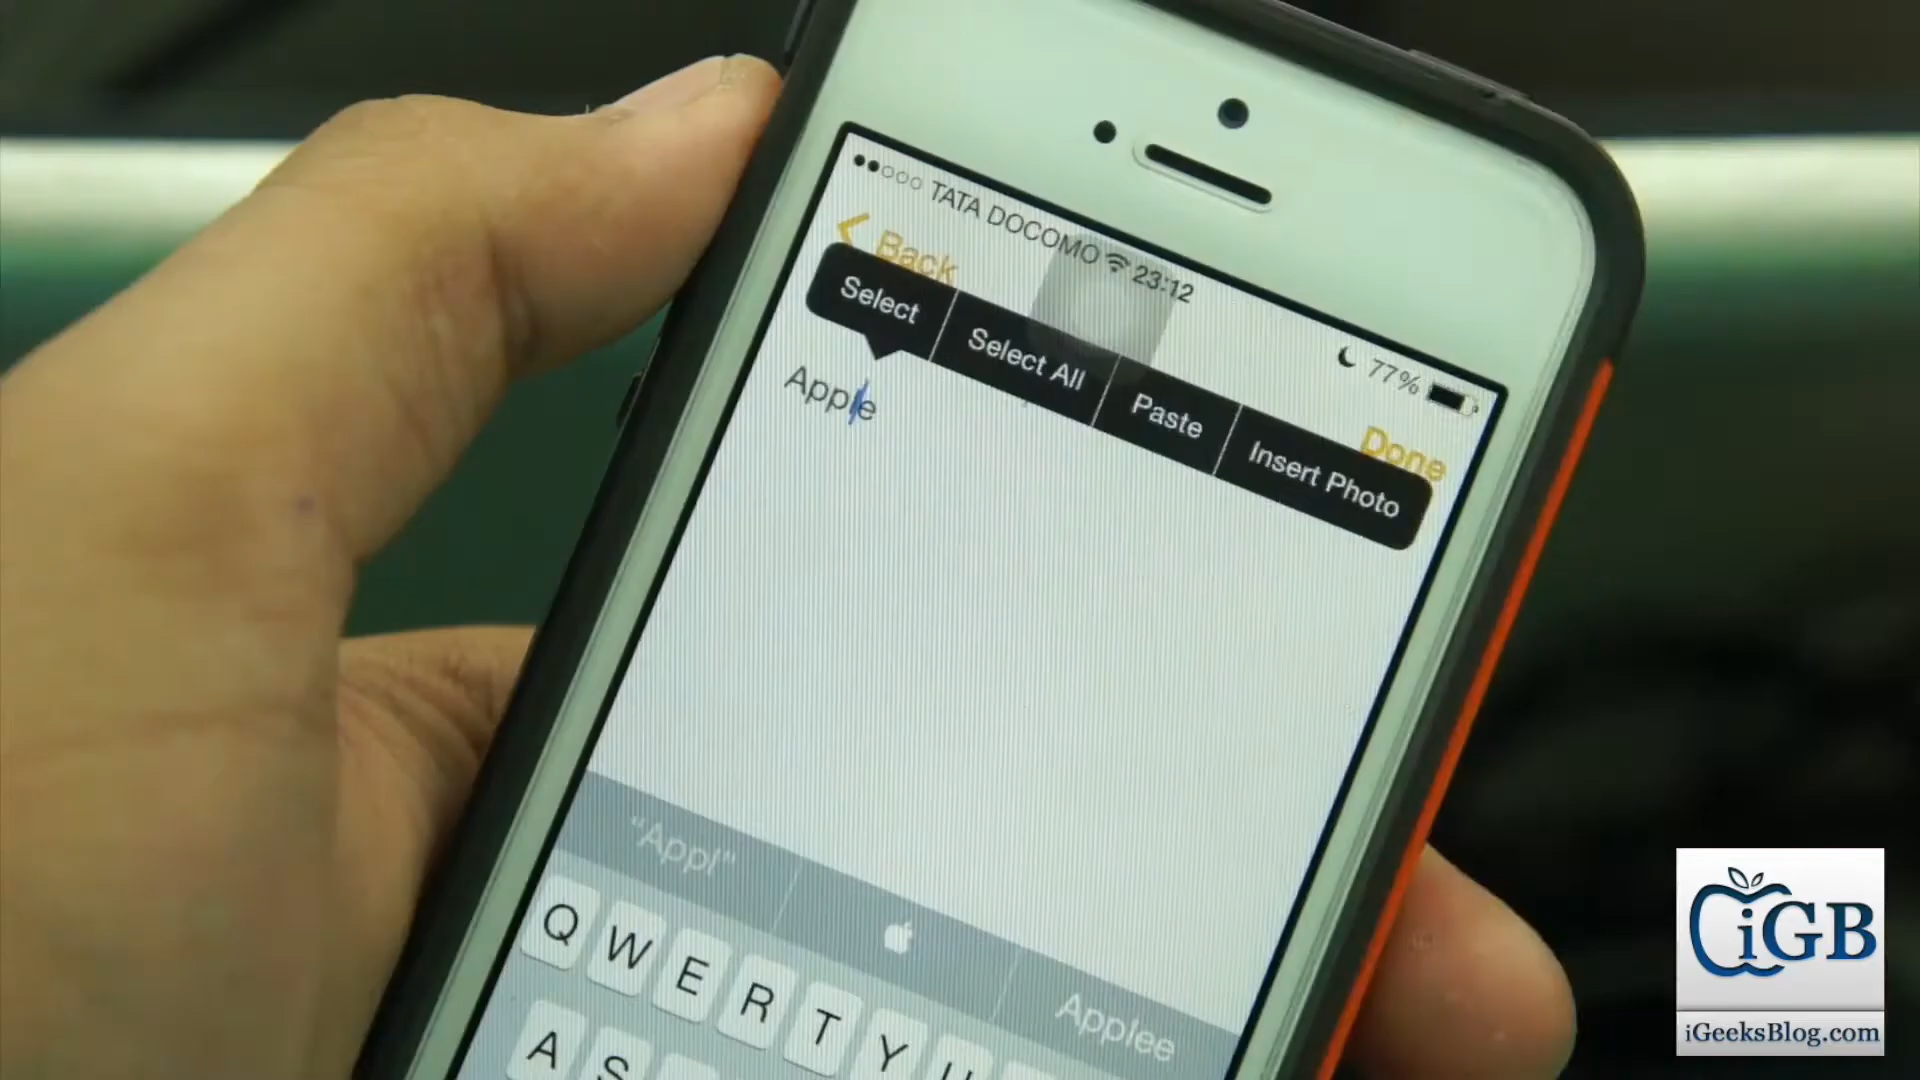 TATA DOCOMO 23:12 77%
Back
Done
Select Select All Paste Insert Photo
Apple
"Appl" Applee
Q W E R T Y U
A S
iGB
iGeeksBlog.com